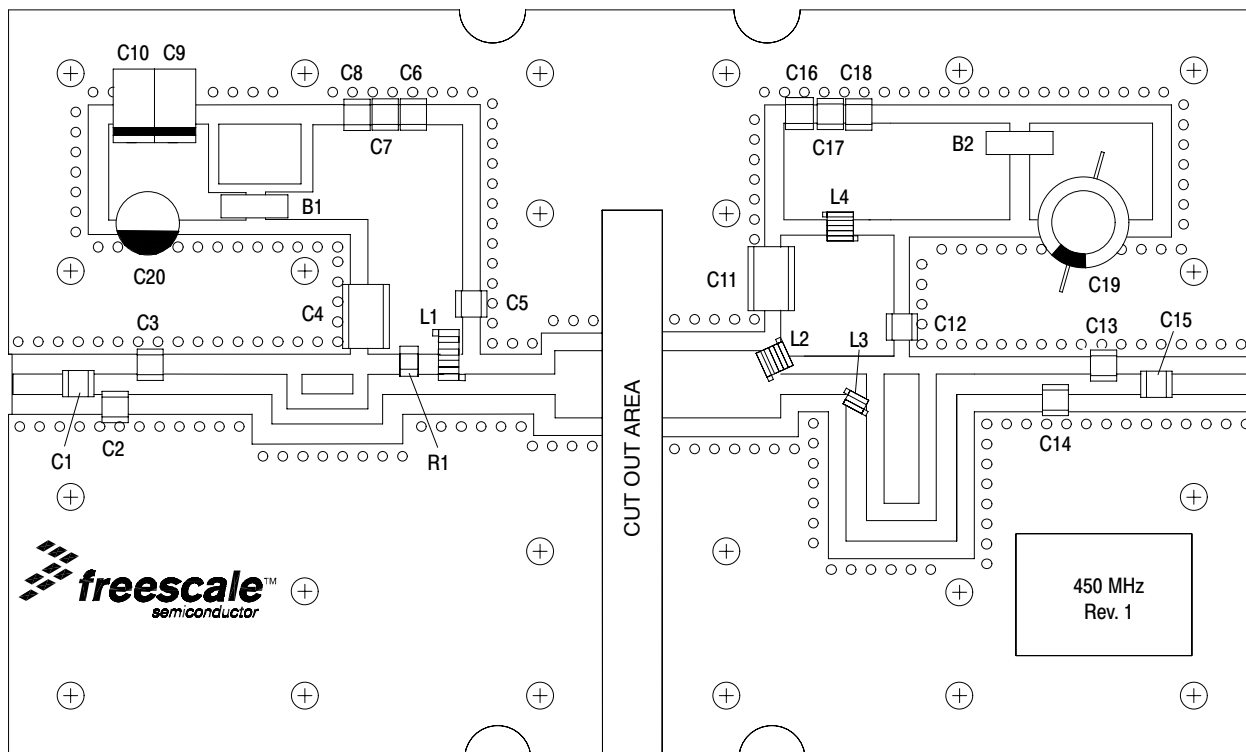 C10 C9
C8 C6
C7
B1
C20
C3
C4
L1
C5
C1
C2
R1
CUT OUT AREA
C16 C18
C17
B2
L4
C11
C19
L2
L3
C12
C13
C15
C14
freescale™
semiconductor
450 MHz
Rev. 1